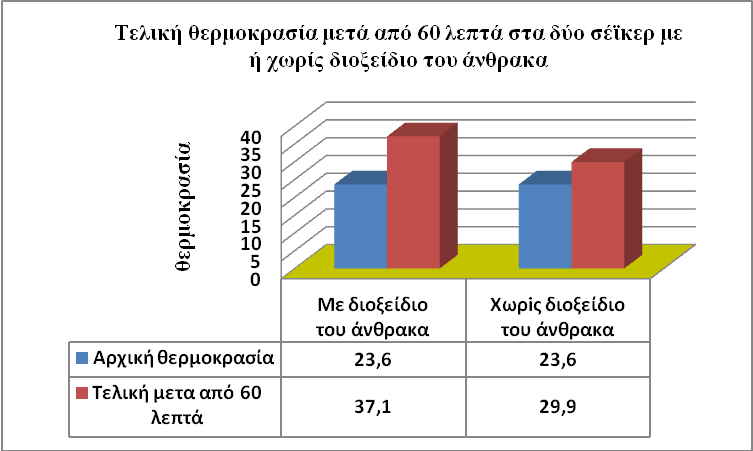 Τελική θερμοκρασία μετά από 60 λεπτά στα δύο σέϊκερ με
ή χωρίς διοξείδιο του άνθρακα
θερμοκρασία
40
35
30
25
20
15
10
5
0
Με διοξείδιο
του άνθρακα
Χωρίς διοξείδιο
του άνθρακα
Αρχική θερμοκρασία
23,6
23,6
Τελική μετα από 60
λεπτά
37,1
29,9